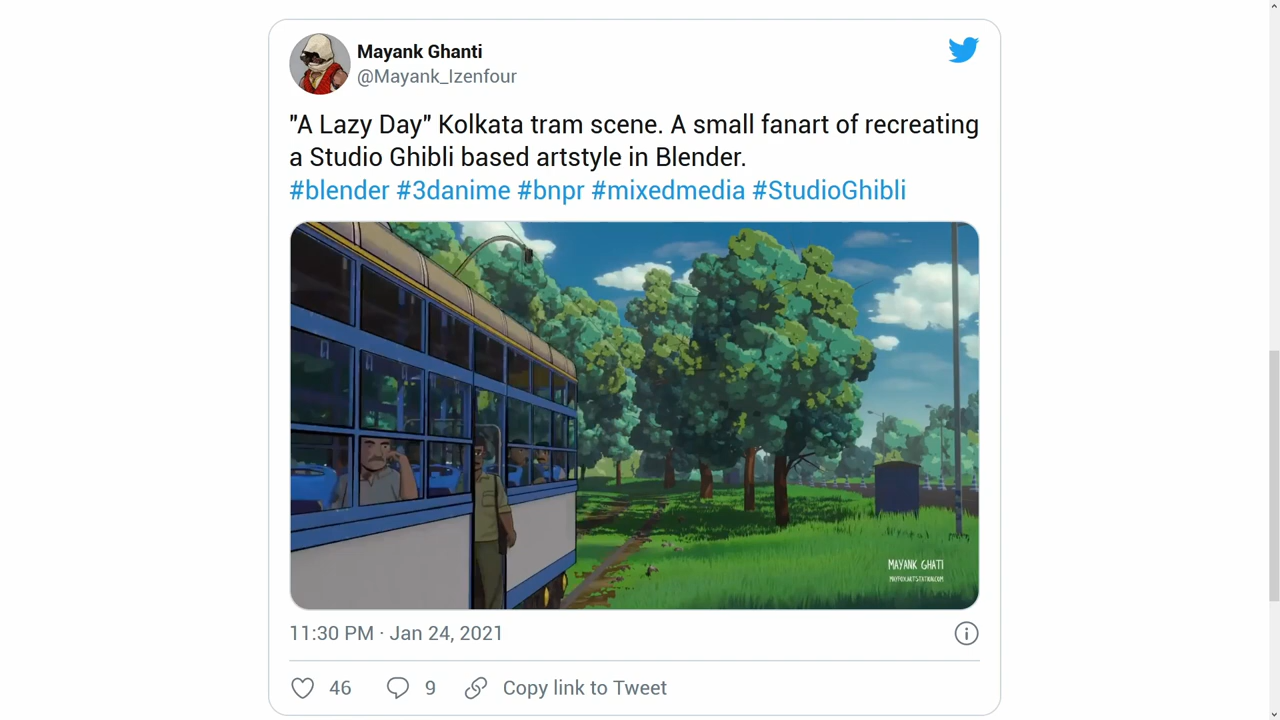 Mayank Ghanti
@Mayank_Izenfour
"A Lazy Day" Kolkata tram scene. A small fanart of recreating
a Studio Ghibli based artstyle in Blender.
#blender #3danime #bnpr #mixedmedia #StudioGhibli
MAYANK GHATI
11:30 PM · Jan 24, 2021
46 9 Copy link to Tweet